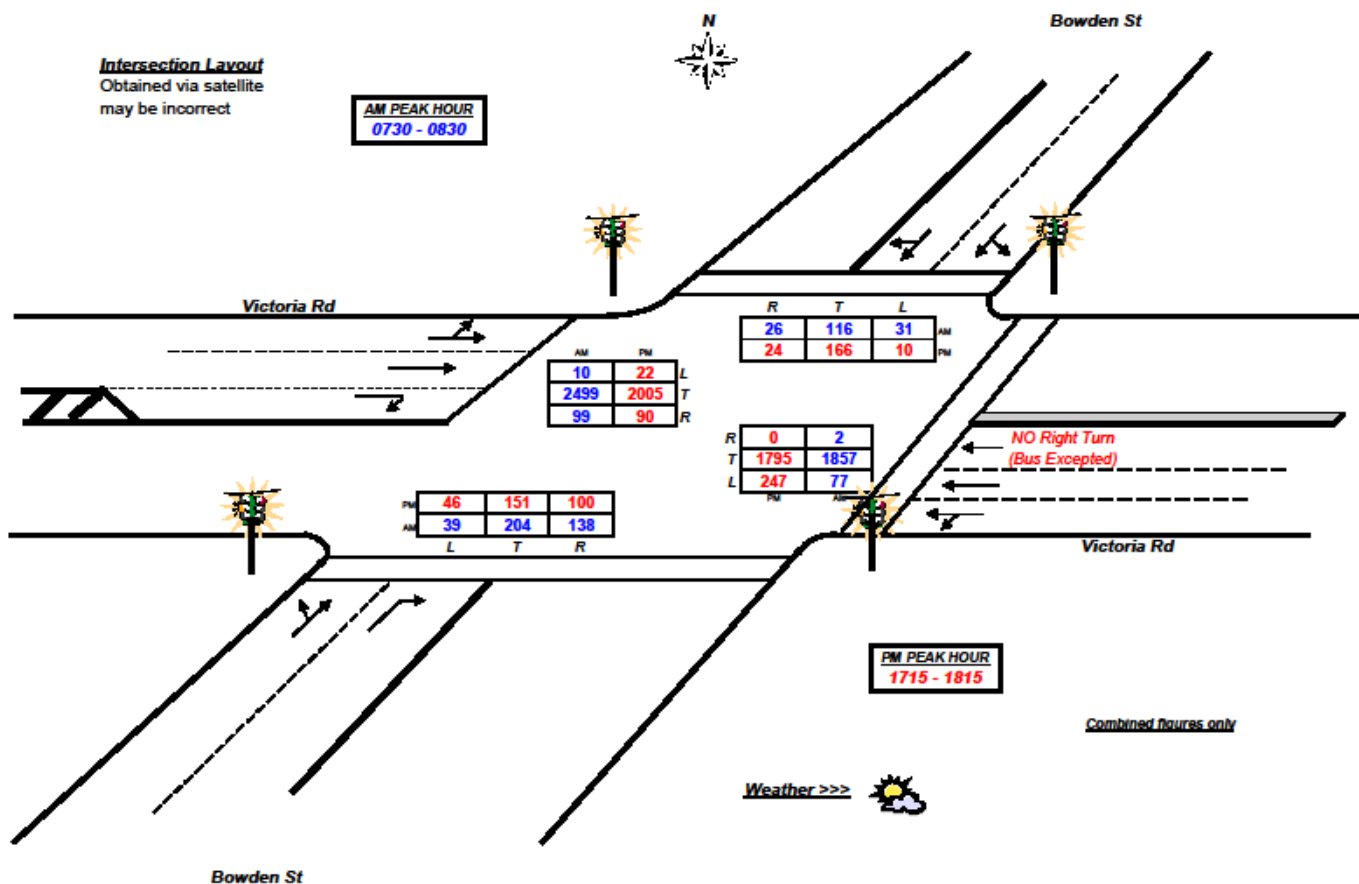 N
Bowden St
Intersection Layout
Obtained via satellite
may be incorrect
AM PEAK HOUR
0730 - 0830
Victoria Rd
R T L
26 116 31 AM
24 166 10 PM
AM PM
10 22 L
2499 2005 T
99 90 R
R 0 2
T 1795 1857
L 247 77
PM AM
NO Right Turn
(Bus Excepted)
PM 46 151 100
AM 39 204 138
L T R
Victoria Rd
PM PEAK HOUR
1715 - 1815
Combined figures only
Weather >>>
Bowden St